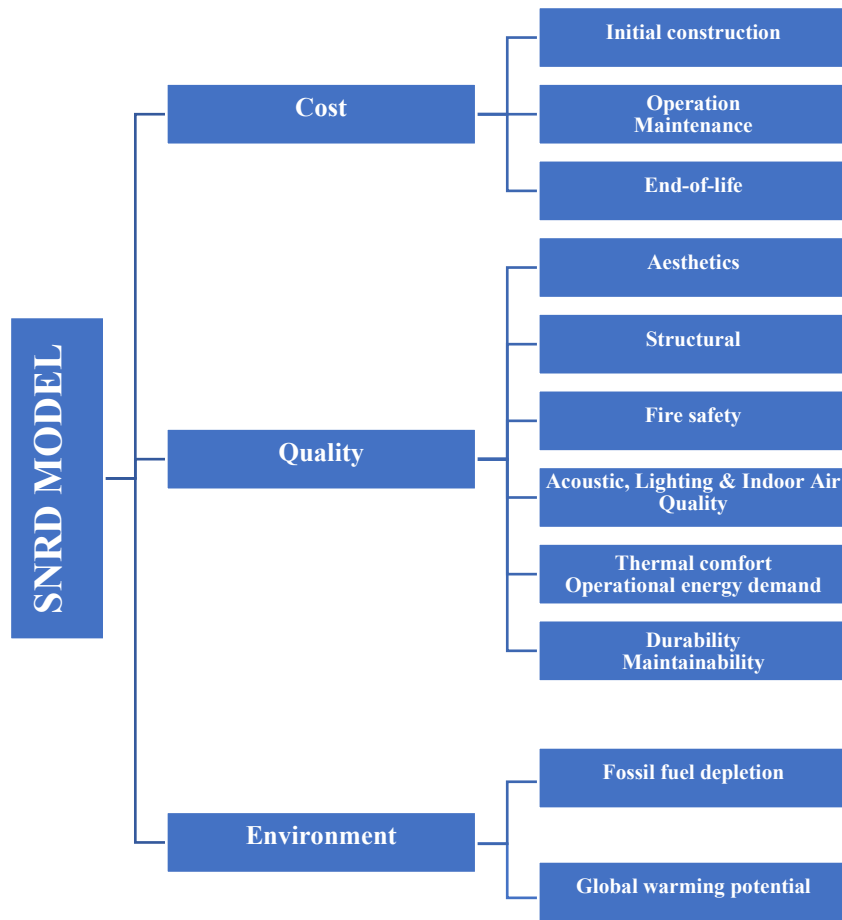 SNRD MODEL
Cost
Initial construction
Operation
Maintenance
End-of-life
Quality
Aesthetics
Structural
Fire safety
Acoustic, Lighting & Indoor Air
Quality
Thermal comfort
Operational energy demand
Durability
Maintainability
Environment
Fossil fuel depletion
Global warming potential